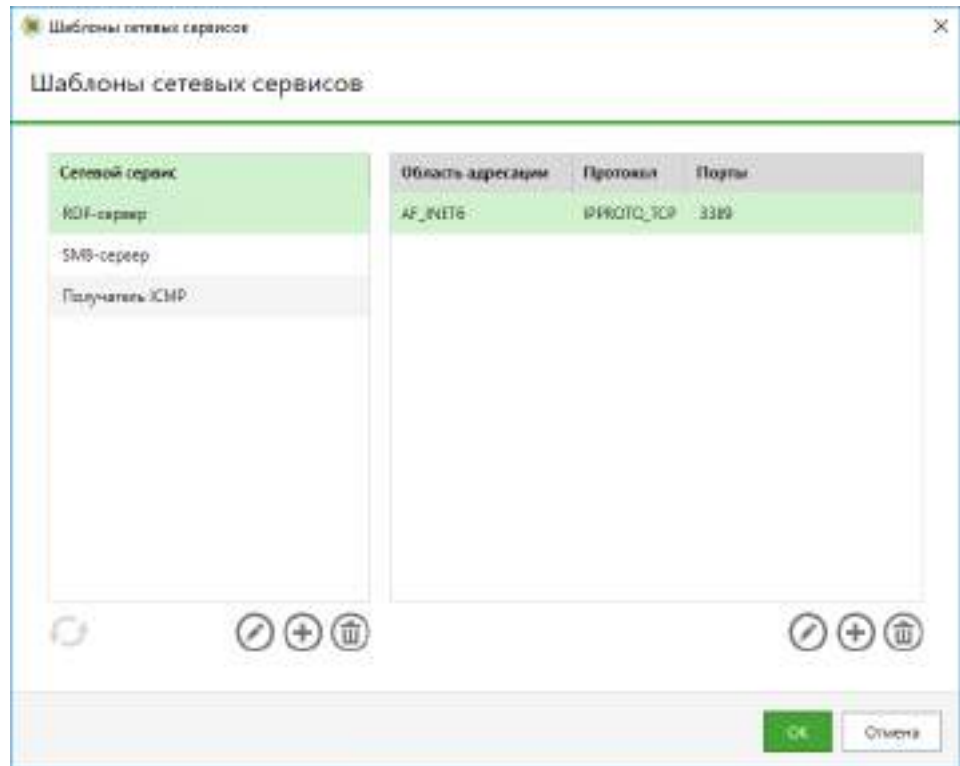 Шаблоны сетевых сервисов
Шаблоны сетевых сервисов
Сетевой сервис
Область адресации Протокол Порты
RDP-сервер
AF_INET6 IPPROTO_TCP 3389
SMB-сервер
Получатель ICMP
OK Отмена